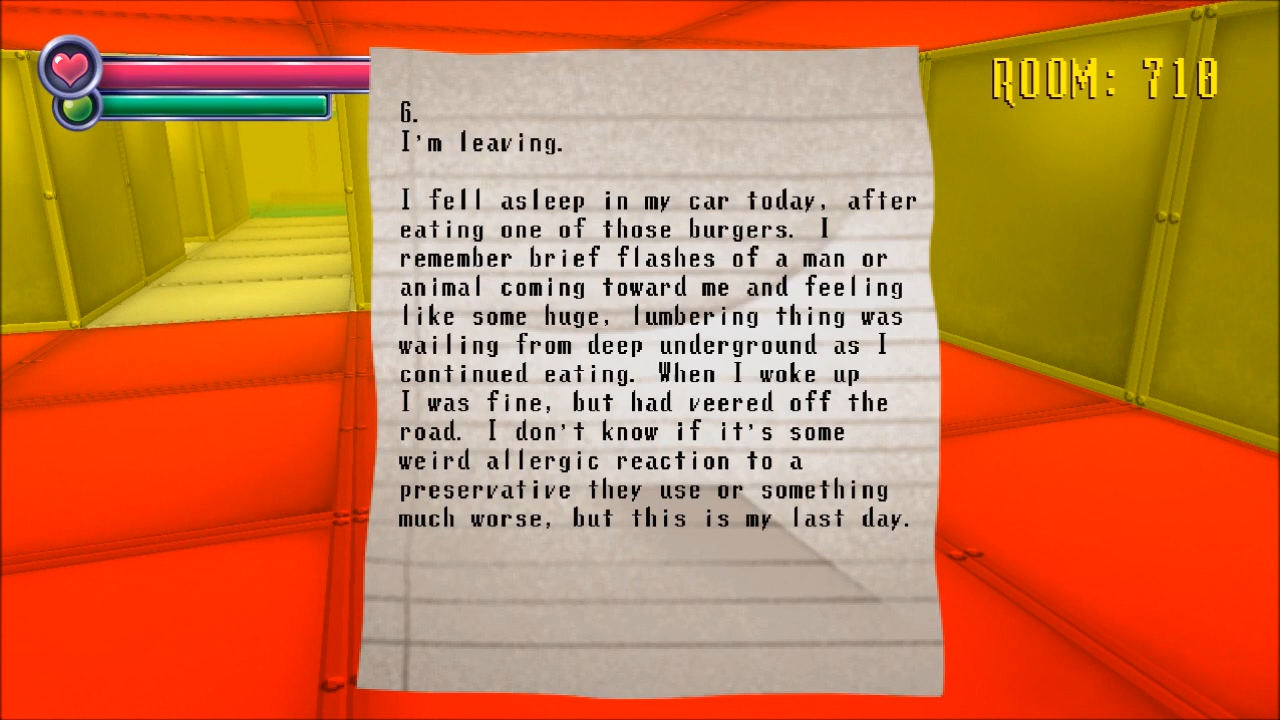 ROOM: 710
6.
I'm leaving.
I fell asleep in my car today, after
eating one of those burgers. I
remember brief flashes of a man or
animal coming toward me and feeling
like some huge, lumbering thing was
wailing from deep underground as I
continued eating. When I woke up
I was fine, but had veered off the
road. I don't know if it's some
weird allergic reaction to a
preservative they use or something
much worse, but this is my last day.